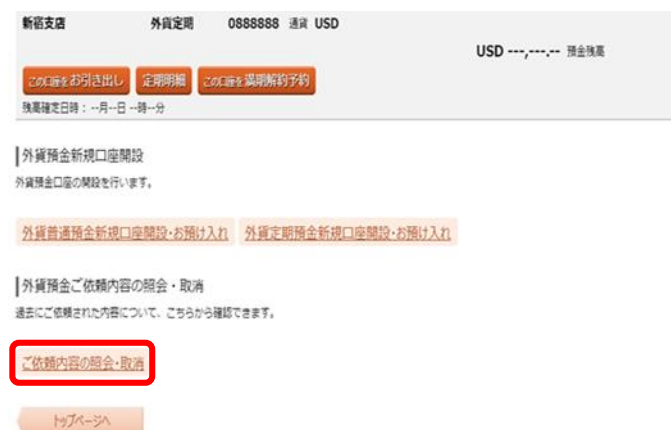 新宿支店 外貨定期 0888888 通貨 USD
USD ---,---.-- 預金残高
この口座をお引き出し 定期明細 この口座を満期解約予約
残高確定日時：--月--日 --時--分
外貨預金新規口座開設
外貨預金口座の開設を行います。
外貨普通預金新規口座開設・お預け入れ 外貨定期預金新規口座開設・お預け入れ
外貨預金ご依頼内容の照会・取消
過去にご依頼された内容について、こちらから確認できます。
ご依頼内容の照会・取消
トップページへ